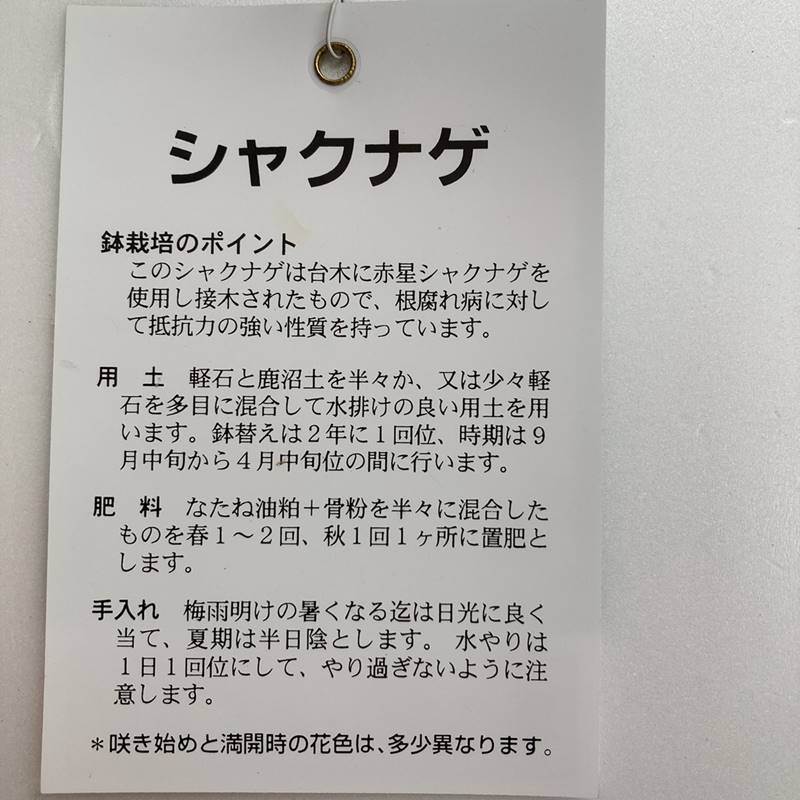 シャクナゲ
鉢栽培のポイント
このシャクナゲは台木に赤星シャクナゲを
使用し接木されたもので、根腐れ病に対し
て抵抗力の強い性質を持っています。
用　土　軽石と鹿沼土を半々か、又は少々軽
石を多目に混合して水排けの良い用土を用
います。鉢替えは２年に１回位、時期は９
月中旬から４月中旬位の間に行います。
肥　料　なたね油粕＋骨粉を半々に混合した
ものを春１〜２回、秋１回１ヶ所に置肥と
します。
手入れ　梅雨明けの暑くなる迄は日光に良く
当て、夏期は半日陰とします。 水やりは
１日１回位にして、やり過ぎないように注
意します。
＊咲き始めと満開時の花色は、多少異なります。